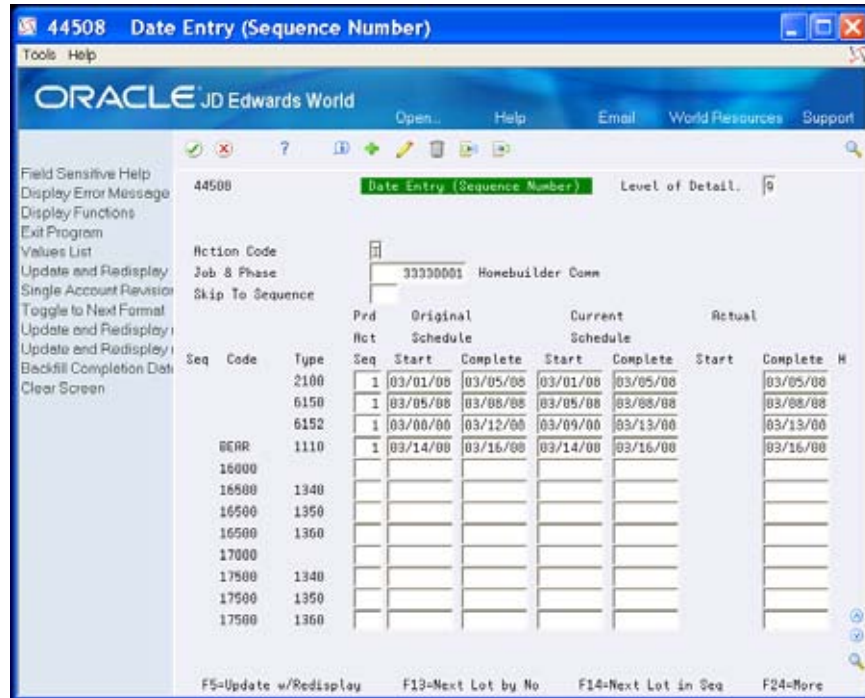 44508 Date Entry (Sequence Number)
Tools Help
ORACLE JD Edwards World
Open... Help Email World Resources Support
Field Sensitive Help
Display Error Message
Display Functions
Exit Program
Values List
Update and Redisplay
Single Account Revision
Toggle to Next Format
Update and Redisplay
Update and Redisplay
Backfill Completion Date
Clear Screen
44508 Date Entry (Sequence Number) Level of Detail. 9
Action Code I
Job & Phase 33330001 Homebuilder Comm
Skip To Sequence
Prd Original Current Actual
Act Schedule Schedule
Seq Code Type Seq Start Complete Start Complete Start Complete M
2100 1 03/01/08 03/05/08 03/01/08 03/05/08 03/05/08
6150 1 03/05/08 03/08/08 03/05/08 03/08/08 03/08/08
6152 1 03/08/08 03/12/08 03/09/08 03/13/08 03/13/08
BEAR 1110 1 03/14/08 03/16/08 03/14/08 03/16/08 03/16/08
16000
16500 1340
16500 1350
16500 1360
17000
17500 1340
17500 1350
17500 1360
F5=Update w/Redisplay F13=Next Lot by No F14=Next Lot in Seq F24=More